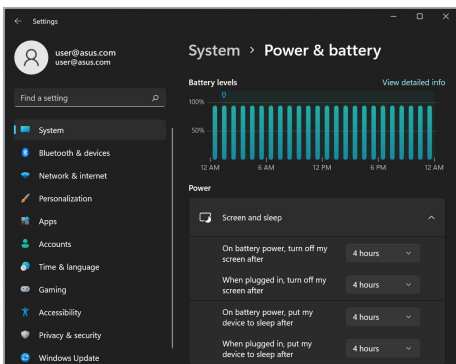 Settings
user@asus.com
user@asus.com
Find a setting
System
Bluetooth & devices
Network & internet
Personalization
Apps
Accounts
Time & language
Gaming
Accessibility
Privacy & security
Windows Update
System > Power & battery
Battery levels
View detailed info
100%
50%
12 AM 6 AM 12 PM 6 PM 12 AM
Power
Screen and sleep
On battery power, turn off my
screen after
4 hours
When plugged in, turn off my
screen after
4 hours
On battery power, put my
device to sleep after
4 hours
When plugged in, put my
device to sleep after
4 hours